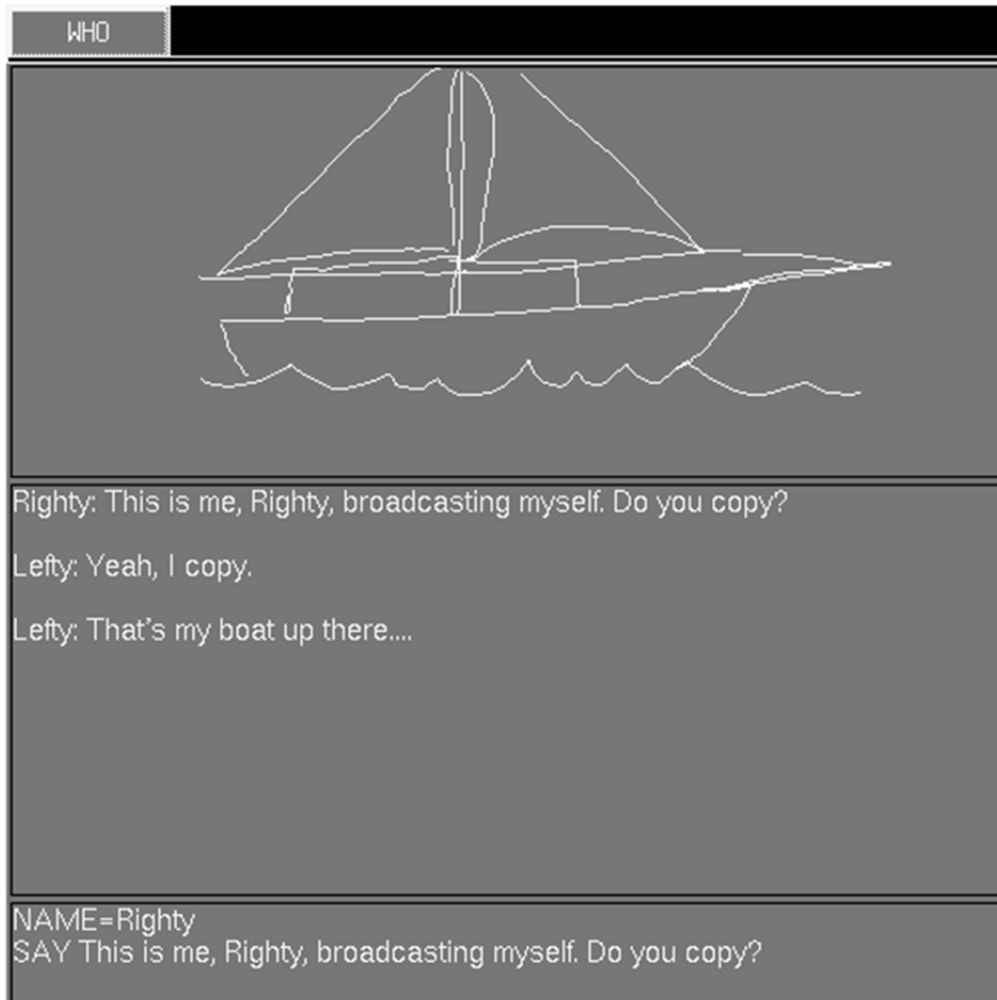 WHO
Righty: This is me, Righty, broadcasting myself. Do you copy?
Lefty: Yeah, I copy.
Lefty: That's my boat up there....
NAME=Righty
SAY This is me, Righty, broadcasting myself. Do you copy?